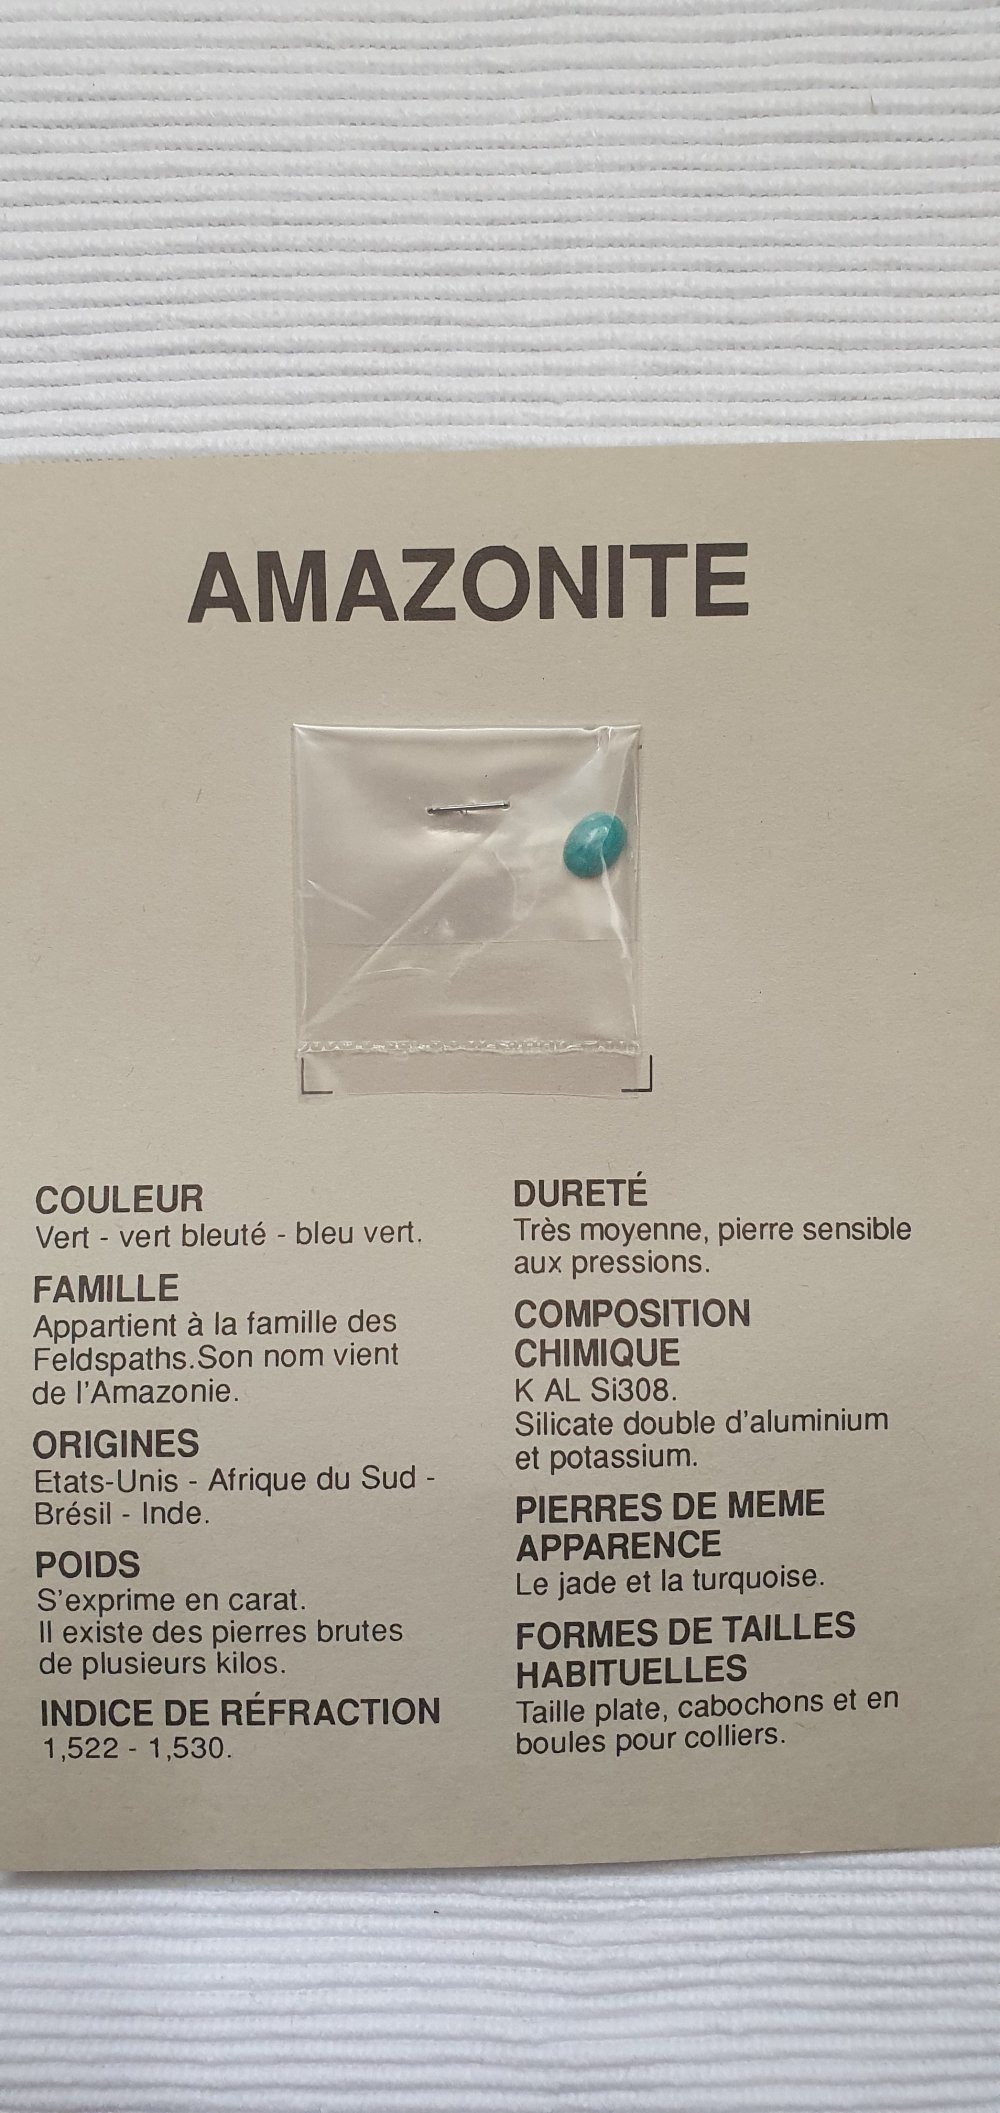 AMAZONITE
COULEUR
Vert - vert bleuté - bleu vert.
FAMILLE
Appartient à la famille des
Feldspaths.Son nom vient
de l'Amazonie.
ORIGINES
Etats-Unis - Afrique du Sud -
Brésil - Inde.
POIDS
S'exprime en carat.
Il existe des pierres brutes
de plusieurs kilos.
INDICE DE RÉFRACTION
1,522 - 1,530.
DURETÉ
Très moyenne, pierre sensible
aux pressions.
COMPOSITION
CHIMIQUE
K AL Si308.
Silicate double d'aluminium
et potassium.
PIERRES DE MEME
APPARENCE
Le jade et la turquoise.
FORMES DE TAILLES
HABITUELLES
Taille plate, cabochons et en
boules pour colliers.